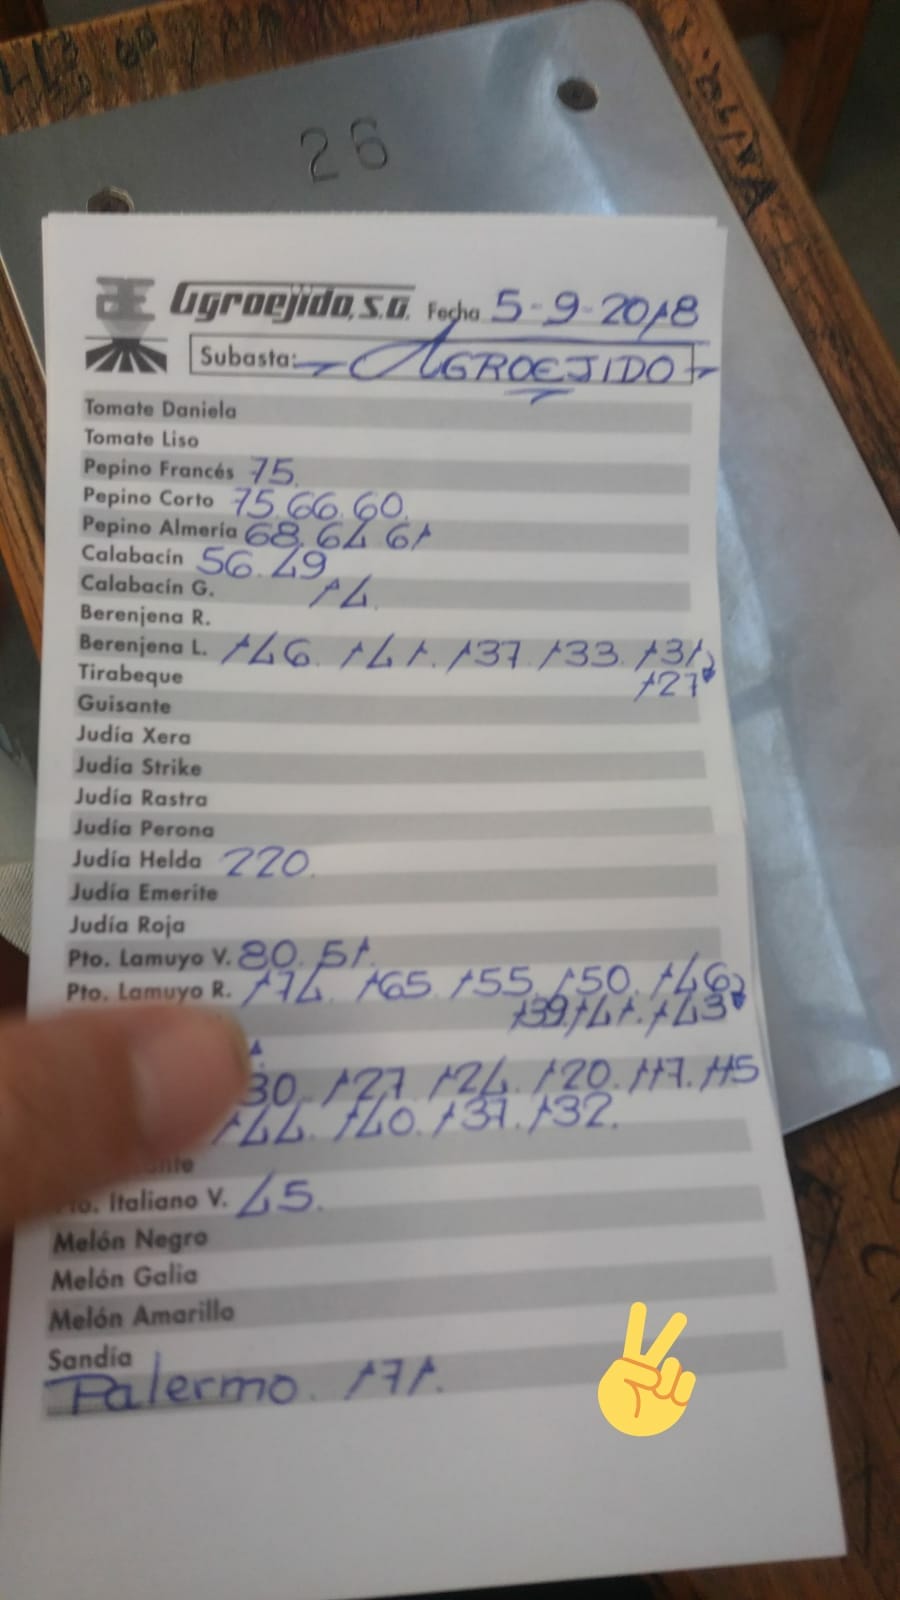 26
Agroejido, S.A. Fecha 5-9-2018
Subasta: AGROEJIDO
Tomate Daniela
Tomate Liso
Pepino Francés 75.
Pepino Corto 75.66.60.
Pepino Almería 68.64 61
Calabacín 56.49
Calabacín G. 14.
Berenjena R.
Berenjena L. 146. 141. 137 133. 131
127
Tirabeque
Guisante
Judía Xera
Judía Strike
Judía Rastra
Judía Perona
Judía Helda 220.
Judía Emerite
Judía Roja
Pto. Lamuyo V. 80. 51.
Pto. Lamuyo R. 174. 165. 155. 150. 146
139.141.143
30. 127 124. 120. 117. 115
144. 140. 137. 132.
Italiano V. 45.
Melón Negro
Melón Galia
Melón Amarillo
Sandía
Palermo. 171.